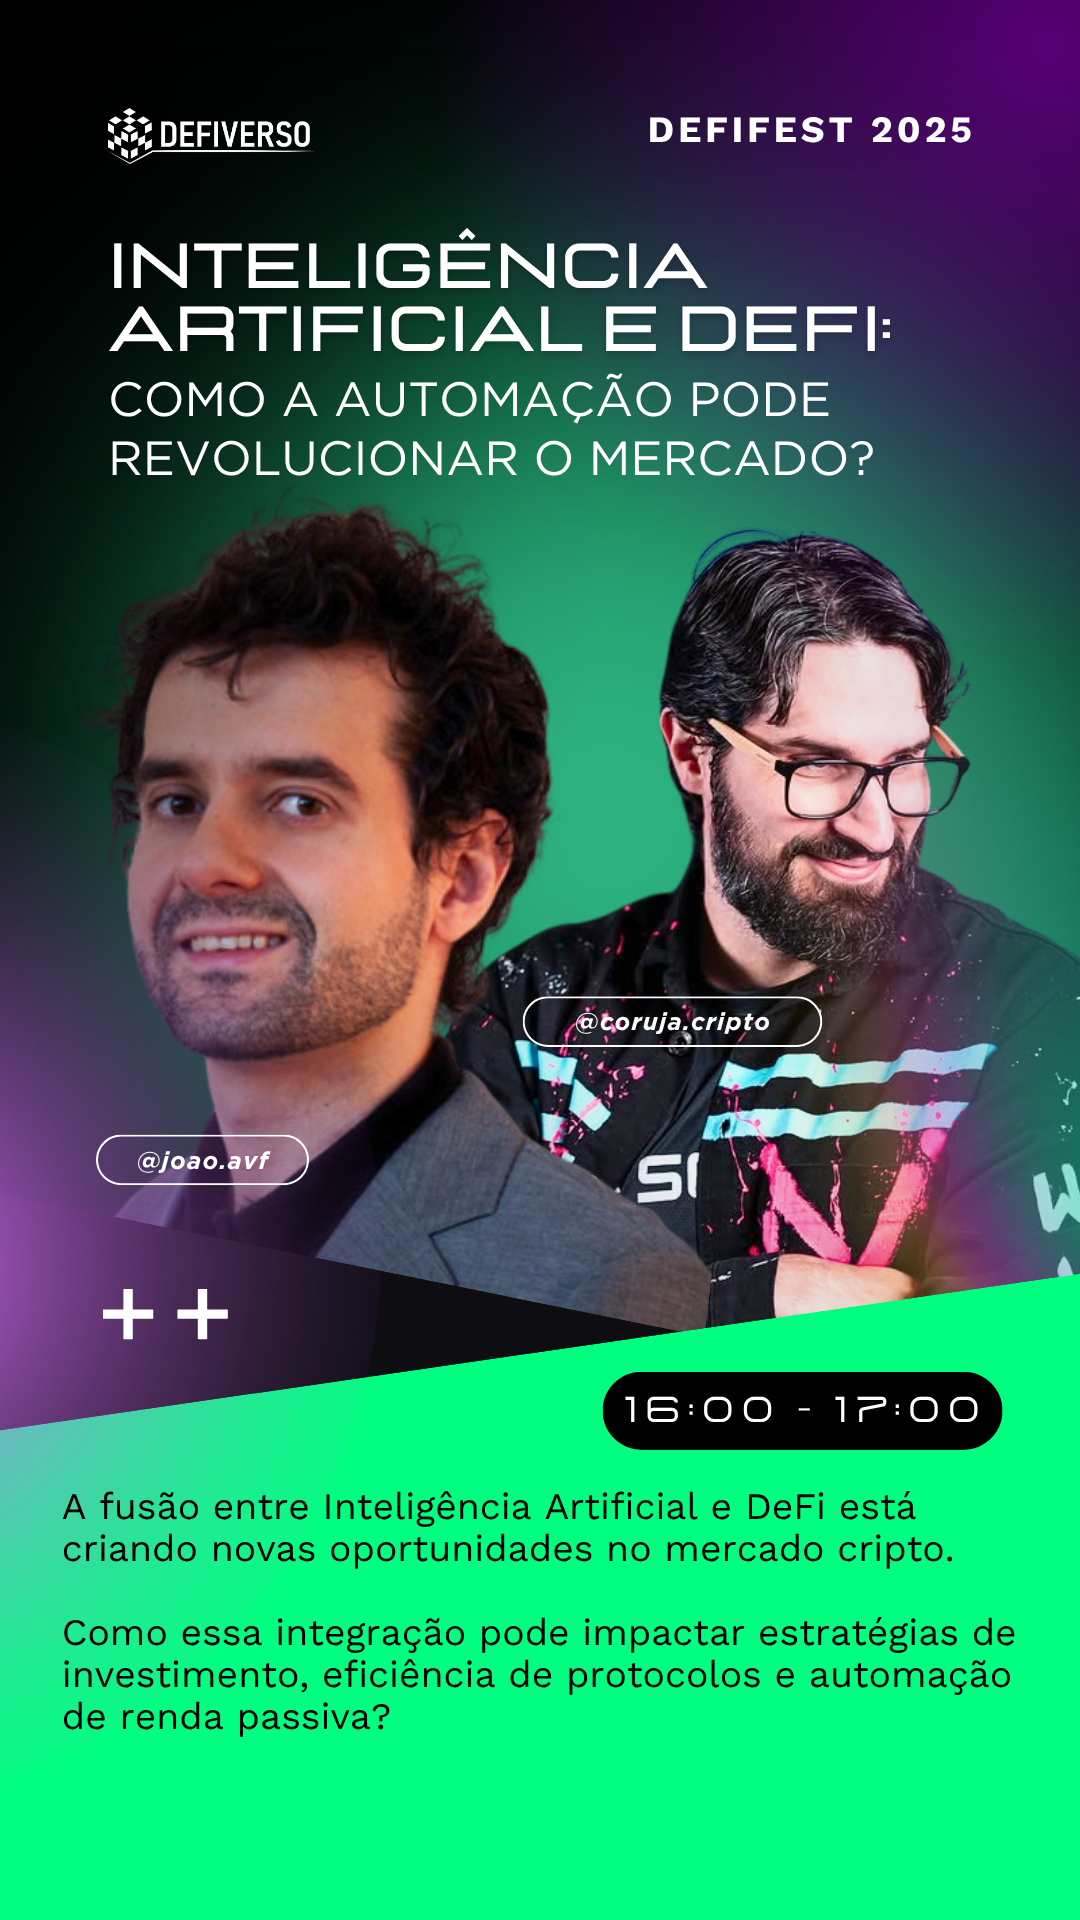 DEFIVERSO
DEFIFEST 2025
INTELIGÊNCIA
ARTIFICIAL E DEFI:
COMO A AUTOMAÇÃO PODE
REVOLUCIONAR O MERCADO?
@coruja.cripto
@joao.avf
++
16:00 - 17:00
A fusão entre Inteligência Artificial e DeFi está
criando novas oportunidades no mercado cripto.
Como essa integração pode impactar estratégias de
investimento, eficiência de protocolos e automação
de renda passiva?